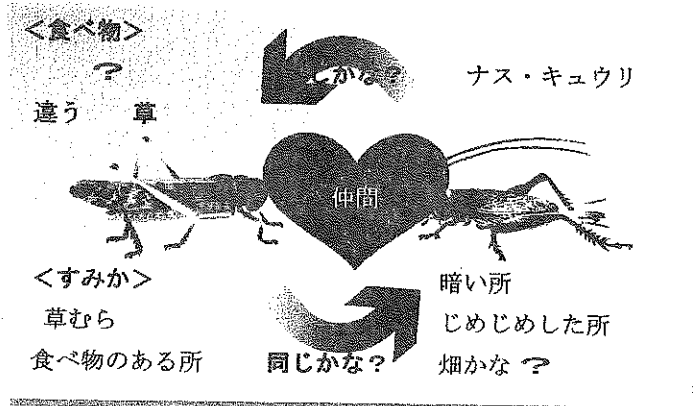 <食べ物>
?
違う 草
じかな?
ナス・キュウリ
仲間
<すみか>
草むら
食べ物のある所
同じかな?
暗い所
じめじめした所
畑かな ?